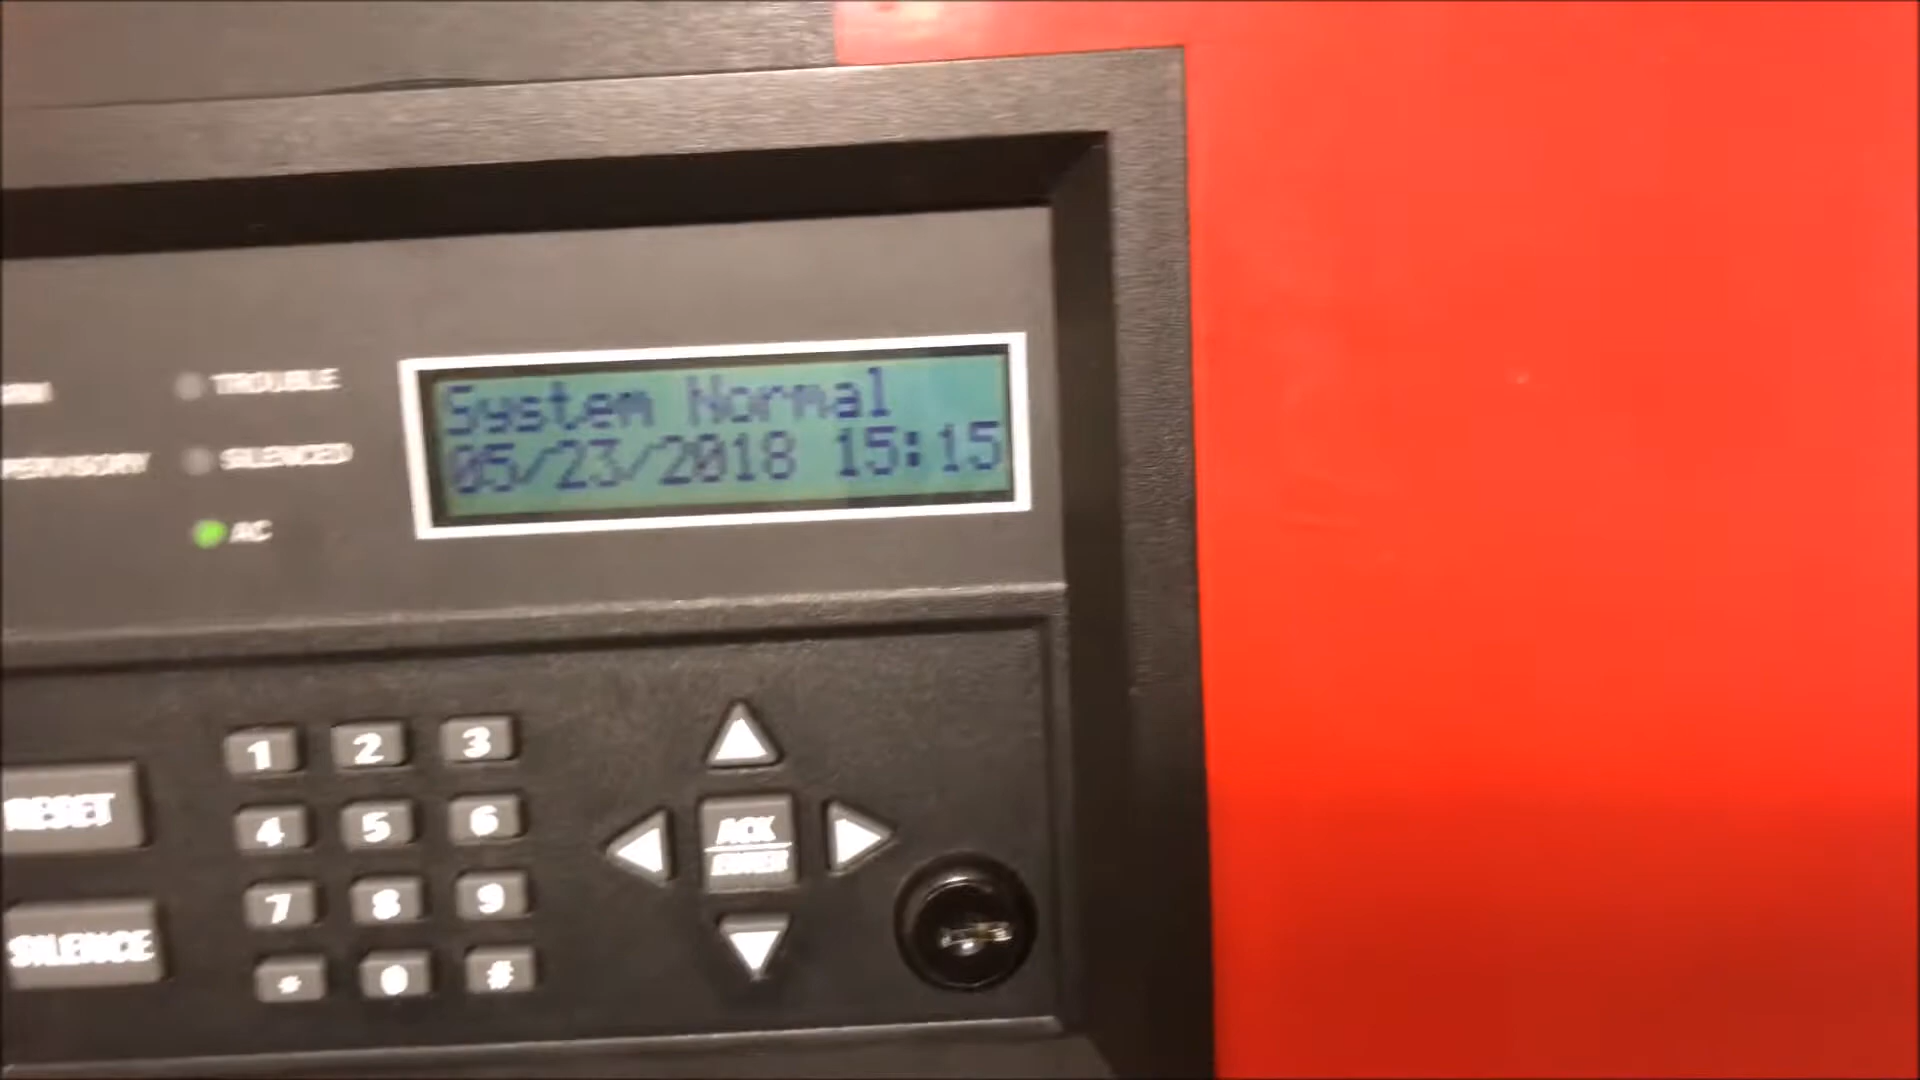 System Normal
05/23/2018 15:15
TROUBLE
SILENCED
AC
RESET
SILENCE
1 2 3
4 5 6
7 8 9
* 0 #
ACK
ENTER